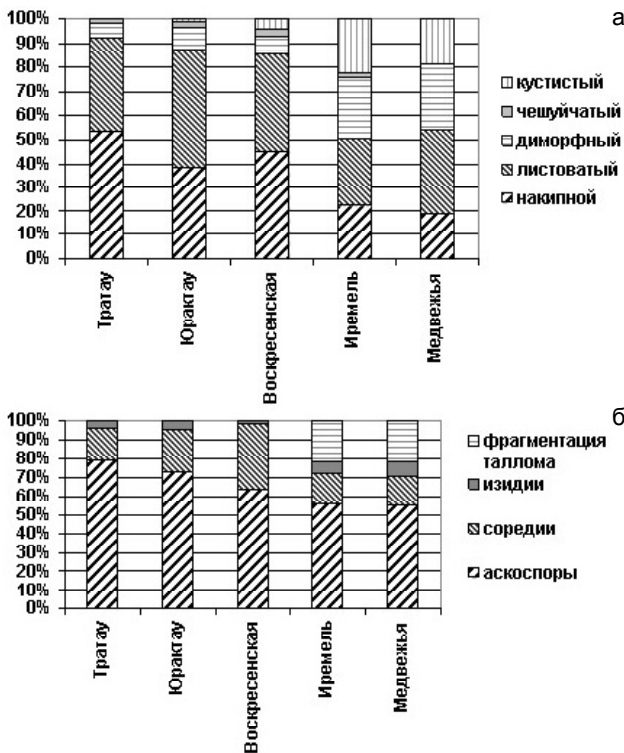 а
100%
90%
80%
70%
60%
50%
40%
30%
20%
10%
0%
Тратау
Юрактау
Воскресенская
Иремель
Медвежья
кустистый
чешуйчатый
диморфный
листоватый
накипной
б
100%
90%
80%
70%
60%
50%
40%
30%
20%
10%
0%
Тратау
Юрактау
Воскресенская
Иремель
Медвежья
фрагментация
таллома
изидии
соредии
аскоспоры